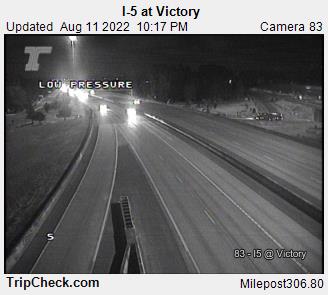 I-5 at Victory
Updated Aug 11 2022 10:17 PM Camera 83
T
LOW PRESSURE
S
83 - I5 @ Victory
TripCheck.com Milepost306.80